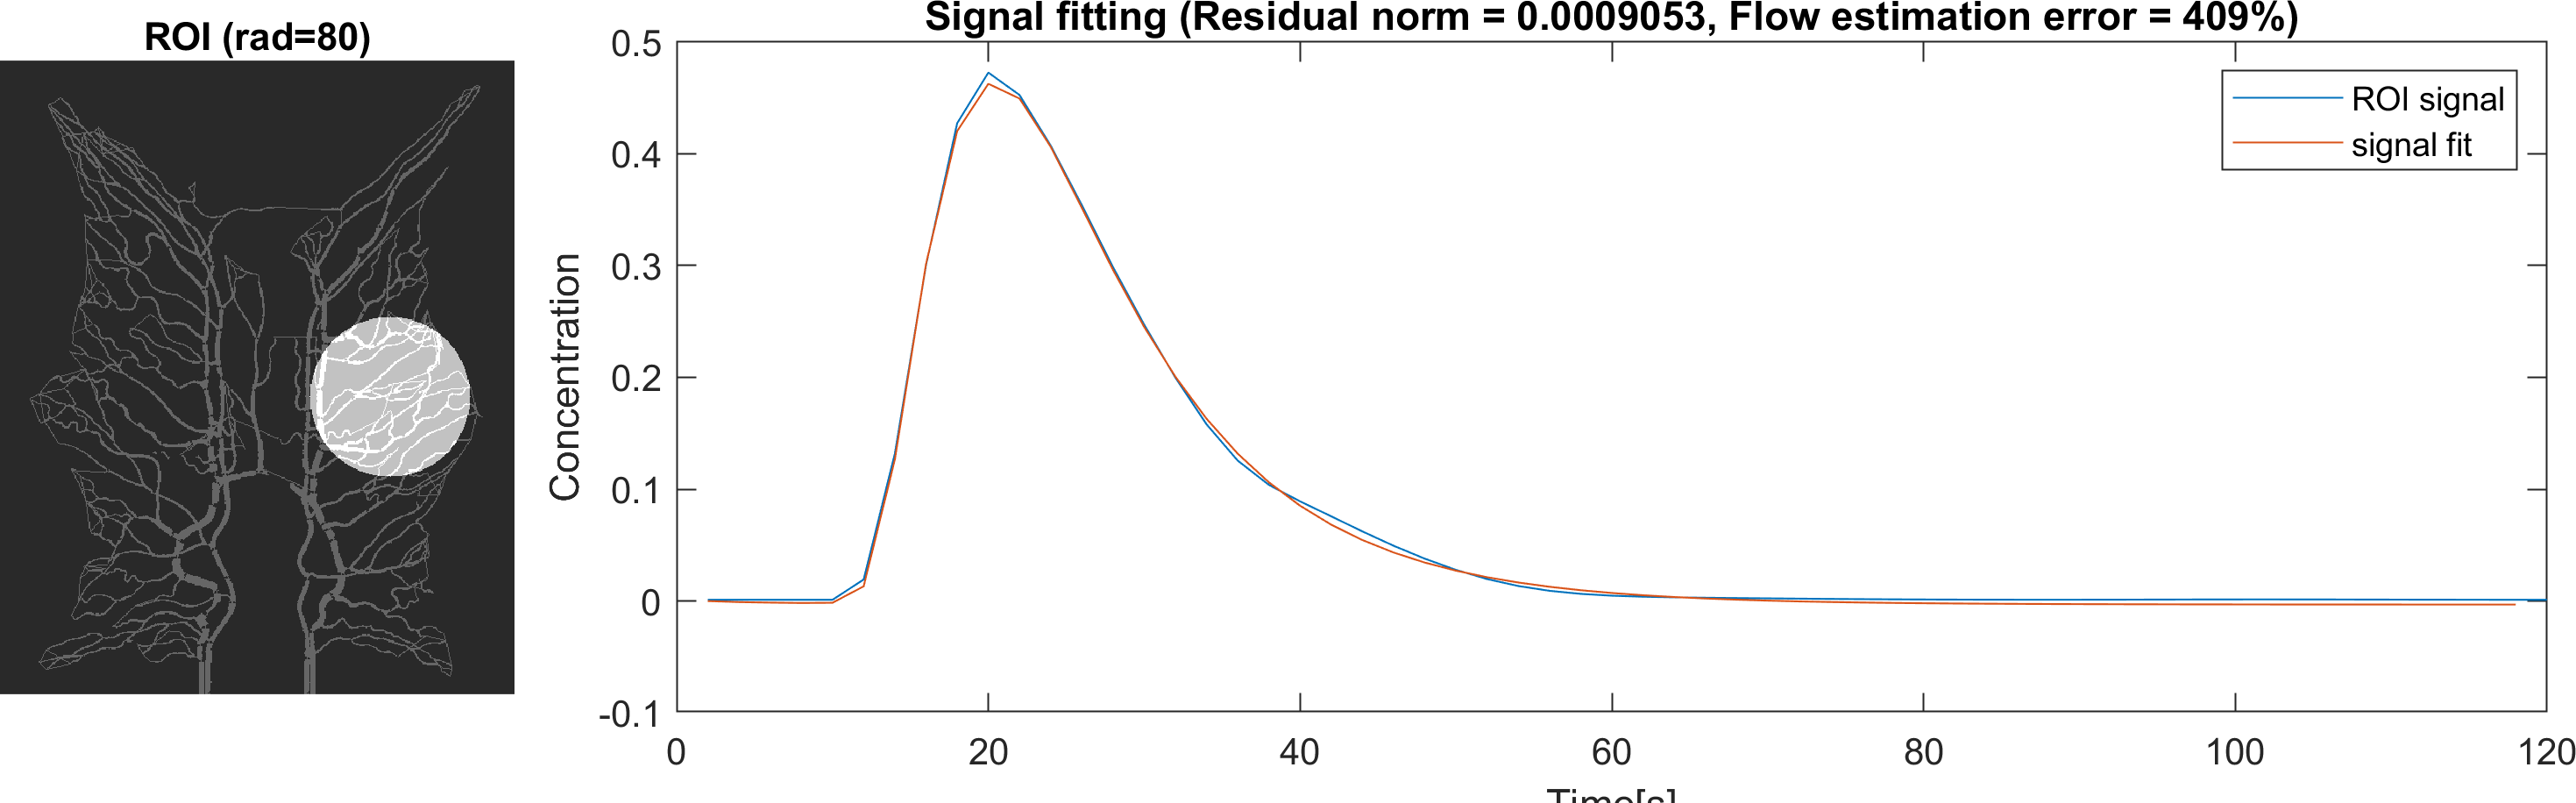 ROI (rad=80)
Signal fitting (Residual norm = 0.0009053, Flow estimation error = 409%)
0.5
0.4
0.3
0.2
0.1
0
-0.1
Concentration
ROI signal
signal fit
0 20 40 60 80 100 120
Time[s]